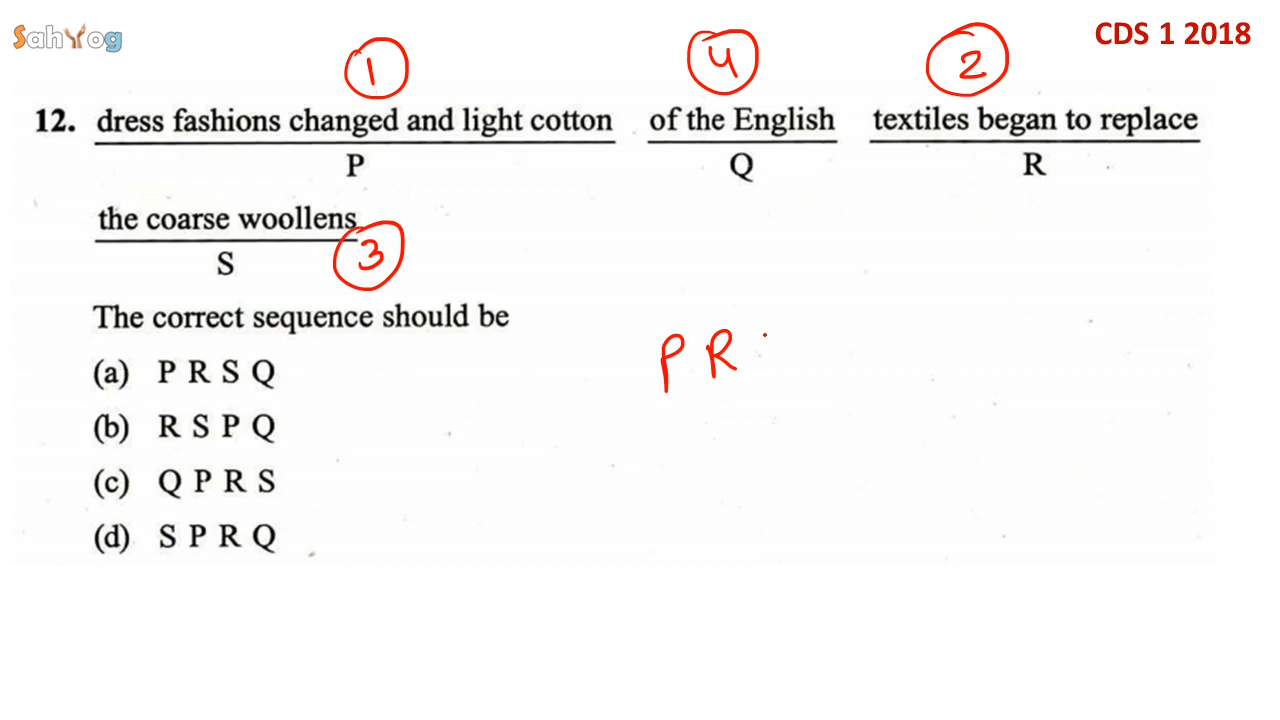 SahYog
CDS 1 2018
1 4 2
12. dress fashions changed and light cotton of the English textiles began to replace
P Q R
the coarse woollens
S 3
The correct sequence should be
(a) P R S Q
P R
(b) R S P Q
(c) Q P R S
(d) S P R Q